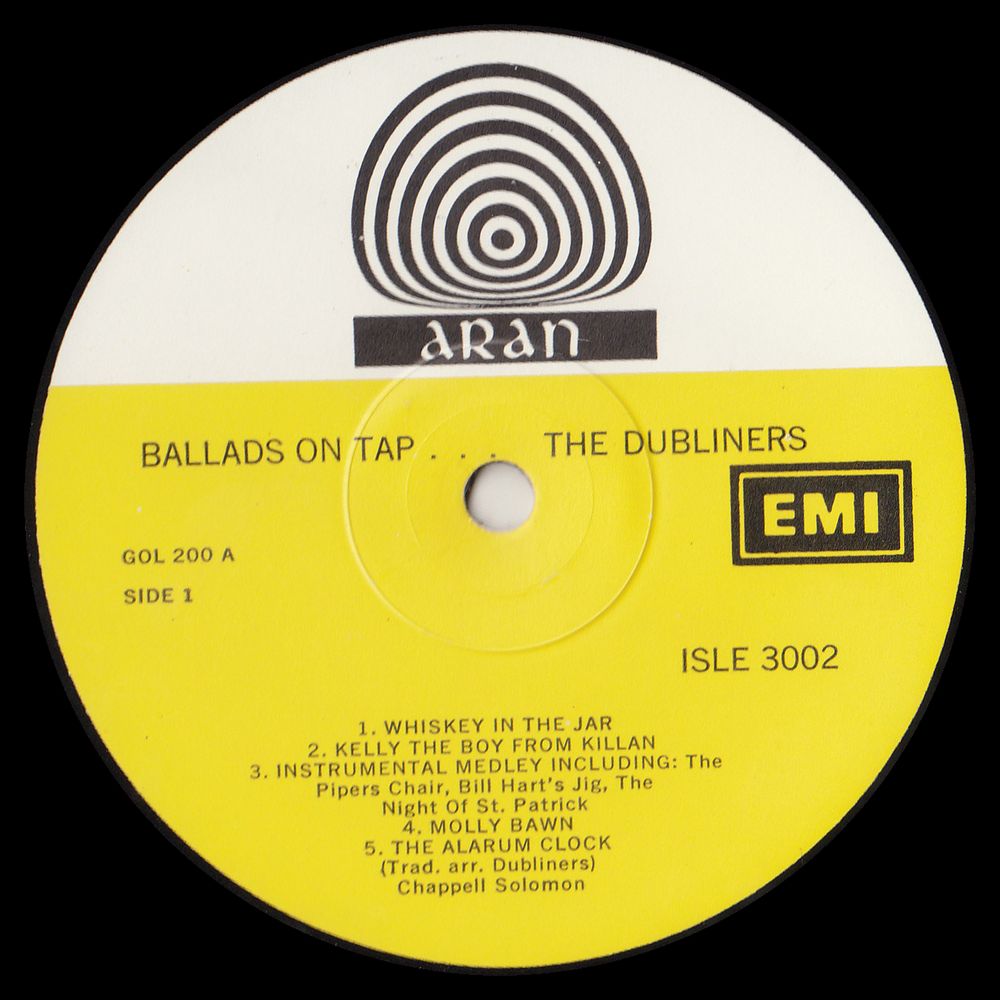 aran
BALLADS ON TAP . . . THE DUBLINERS
EMI
GOL 200 A
SIDE 1
ISLE 3002
1. WHISKEY IN THE JAR
2. KELLY THE BOY FROM KILLAN
3. INSTRUMENTAL MEDLEY INCLUDING: The
Pipers Chair, Bill Hart's Jig, The
Night Of St. Patrick
4. MOLLY BAWN
5. THE ALARUM CLOCK
(Trad. arr. Dubliners)
Chappell Solomon